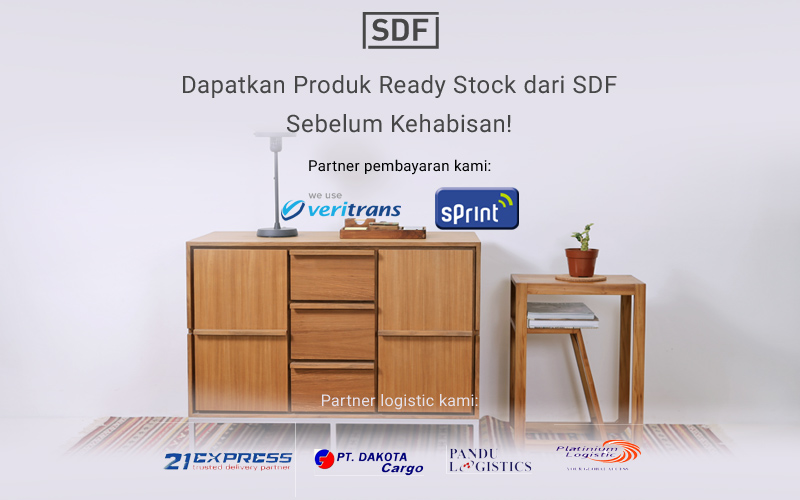 SDF
Dapatkan Produk Ready Stock dari SDF
Sebelum Kehabisan!
Partner pembayaran kami:
we use
veritrans
sPrint
Partner logistic kami:
21EXPRESS
trusted delivery partner
PT. DAKOTA
Cargo
PANDU
LOGISTICS
Platinium
Logistic